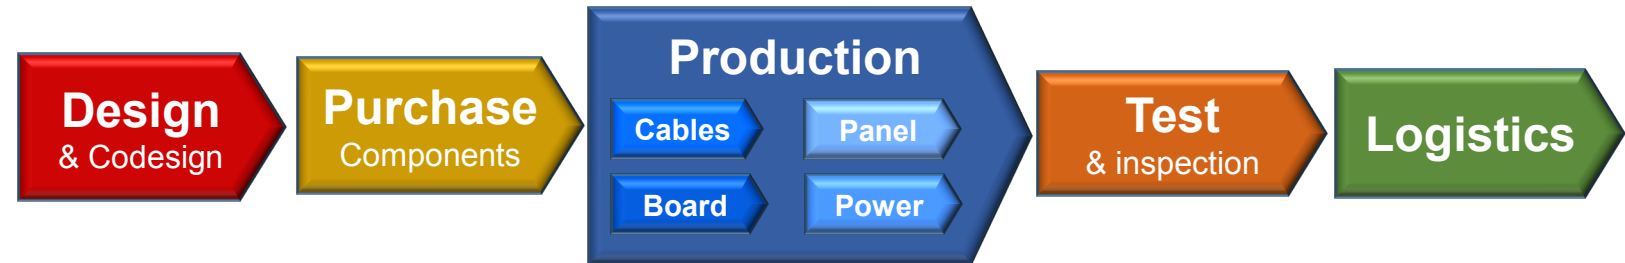 Design
& Codesign
Purchase
Components
Production
Cables
Panel
Board
Power
Test
& inspection
Logistics